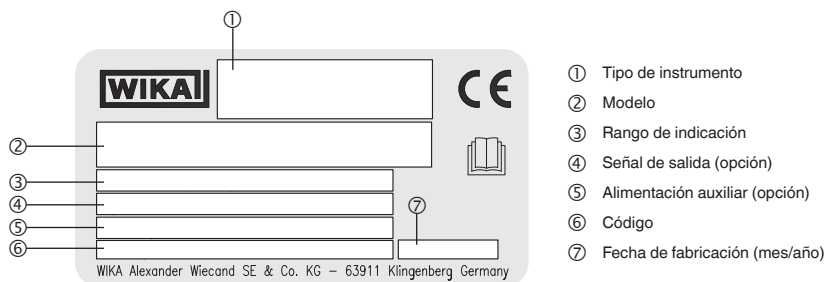 ①
WIKA
CE
②
③
④
⑤
⑥
⑦
WIKA Alexander Wiecand SE & Co. KG – 63911 Klingenberg Germany
① Tipo de instrumento
② Modelo
③ Rango de indicación
④ Señal de salida (opción)
⑤ Alimentación auxiliar (opción)
⑥ Código
⑦ Fecha de fabricación (mes/año)